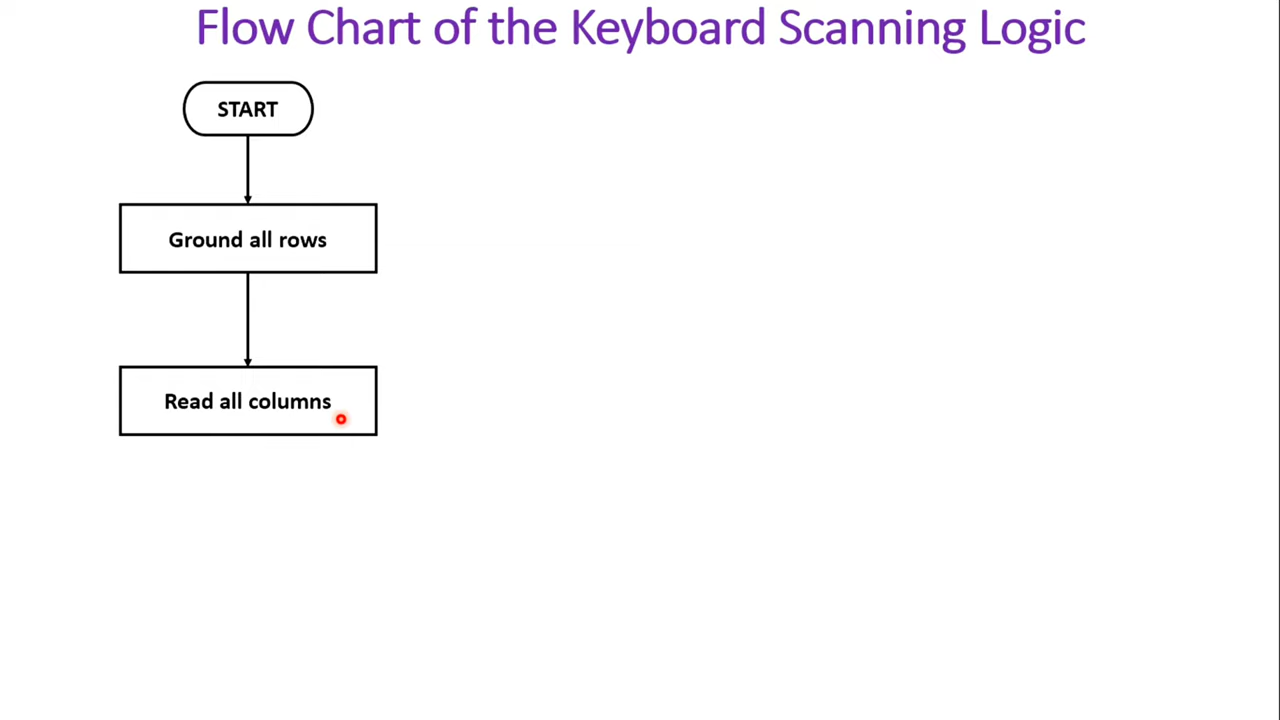 Flow Chart of the Keyboard Scanning Logic
START
Ground all rows
Read all columns